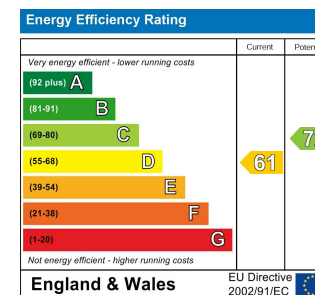 Energy Efficiency Rating
Current
Very energy efficient - lower running costs
(92 plus) A
(81-91) B
(69-80) C
(55-68) D
61
(39-54) E
(21-38) F
(1-20) G
Not energy efficient - higher running costs
England & Wales
EU Directive
2002/91/EC